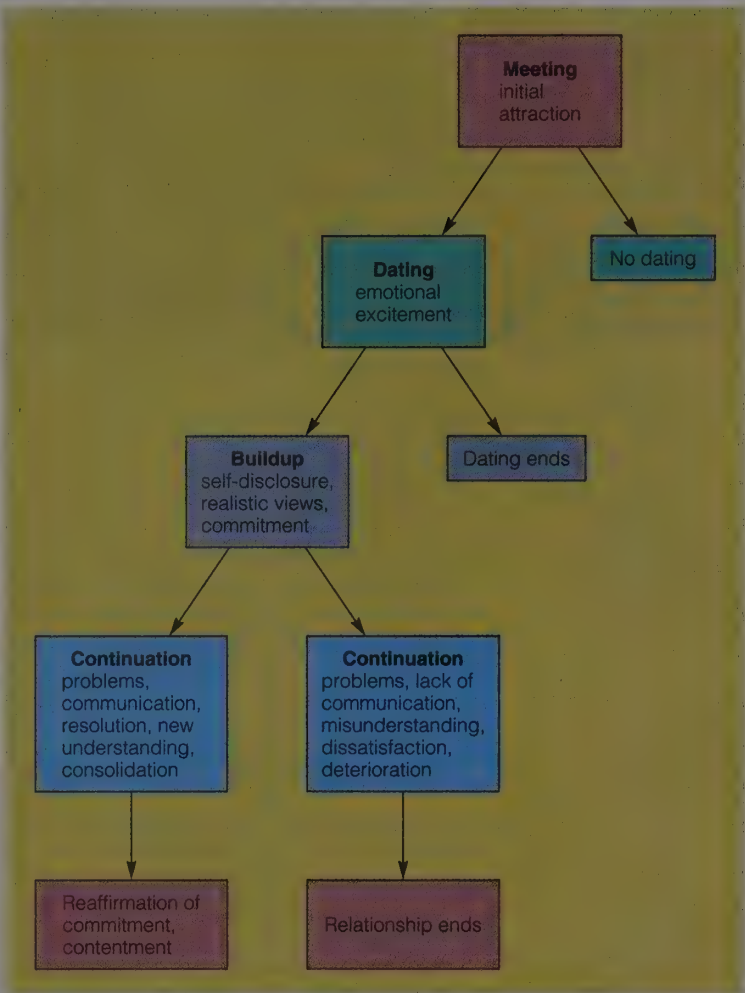 Meeting
initial
attraction
Dating
emotional
excitement
No dating
Buildup
self-disclosure,
realistic views,
commitment
Dating ends
Continuation
problems,
communication,
resolution, new
understanding,
consolidation
Continuation
problems, lack of
communication,
misunderstanding,
dissatisfaction,
deterioration
Reaffirmation of
commitment,
contentment
Relationship ends